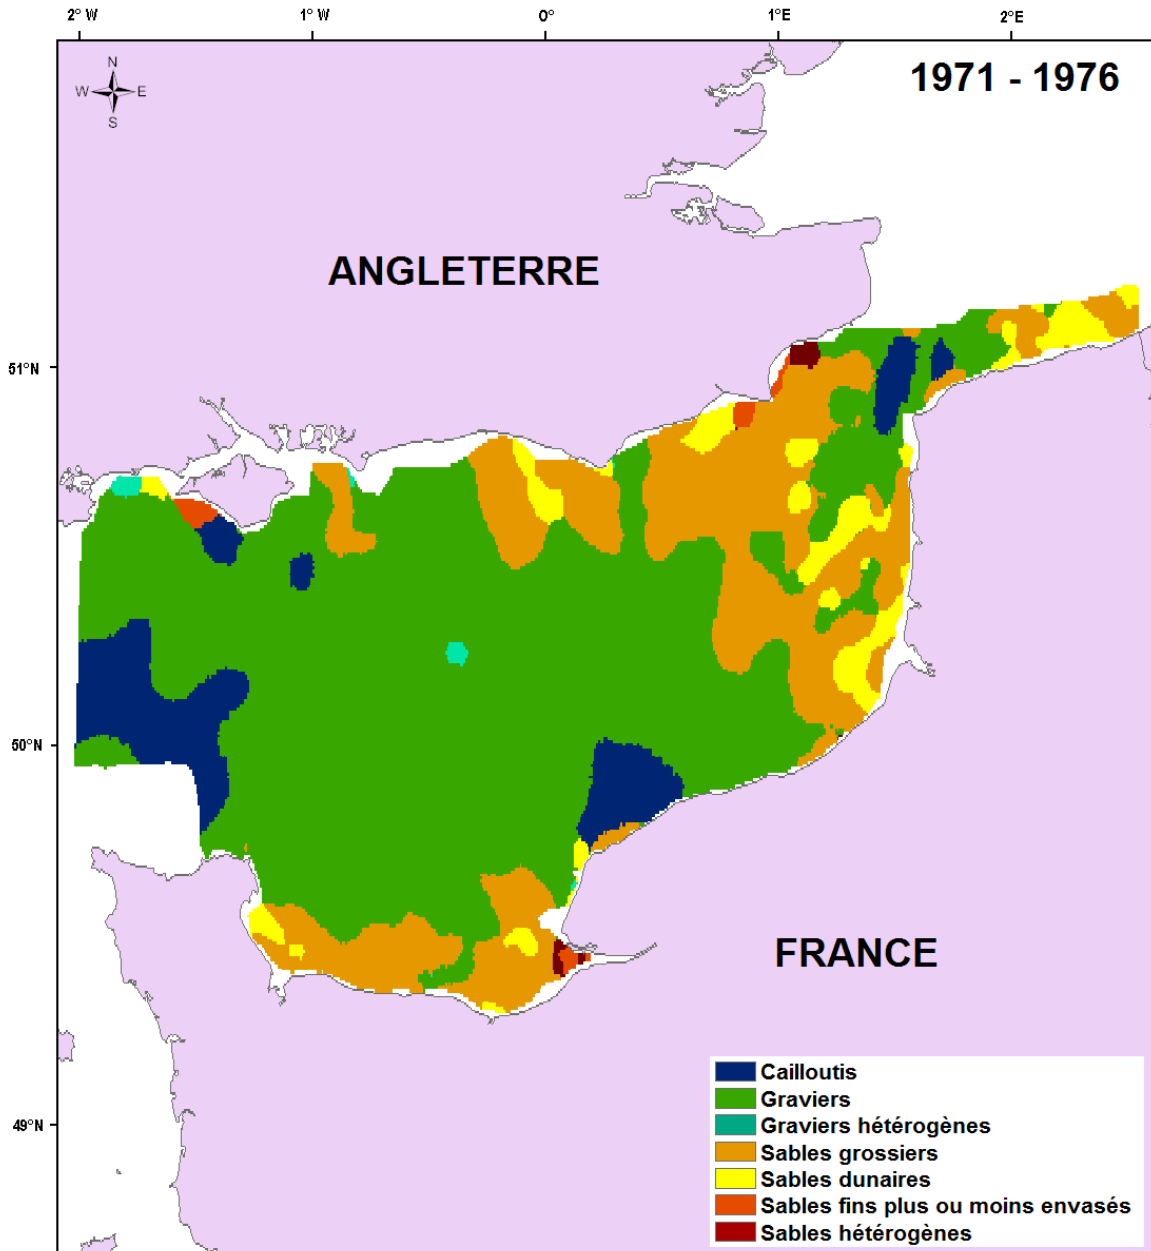 2° W 1° W 0° 1°E 2°E
1971 - 1976
N
W E
S
ANGLETERRE
51°N
50°N
FRANCE
49°N
Cailloutis
Graviers
Graviers hétérogènes
Sables grossiers
Sables dunaires
Sables fins plus ou moins envasés
Sables hétérogènes